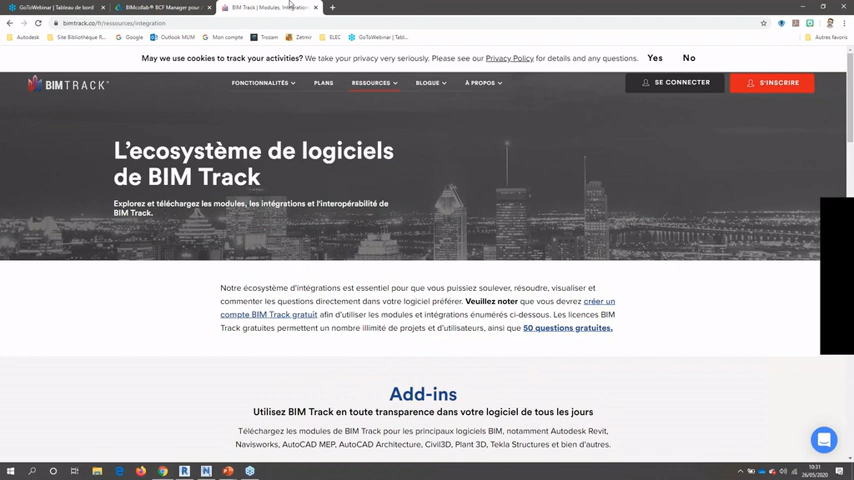 GoToWebinar | Tableau de bord
BIMcollab® BCF Manager pour
BIM Track | Modules, Intégration
bimtrack.co/fr/ressources/integration
Autodesk
Site Bibliothèque R...
Google
Outlook MUM
Mon compte
Trozam
Zetmir
ELEC
GoToWebinar | Tabl...
Autres favoris
May we use cookies to track your activities? We take your privacy very seriously. Please see our Privacy Policy for details and any questions.
Yes
No
BIMTRACK
FONCTIONNALITÉS
PLANS
RESSOURCES
BLOGUE
À PROPOS
SE CONNECTER
S'INSCRIRE
L'ecosystème de logiciels
de BIM Track
Explorez et téléchargez les modules, les intégrations et l'interopérabilité de
BIM Track.
Notre écosystème d'intégrations est essentiel pour que vous puissiez soulever, résoudre, visualiser et
commenter les questions directement dans votre logiciel préférer. Veuillez noter que vous devrez créer un
compte BIM Track gratuit afin d'utiliser les modules et intégrations énumérés ci-dessous. Les licences BIM
Track gratuites permettent un nombre illimité de projets et d'utilisateurs, ainsi que 50 questions gratuites.
Add-ins
Utilisez BIM Track en toute transparence dans votre logiciel de tous les jours
Téléchargez les modules de BIM Track pour les principaux logiciels BIM, notamment Autodesk Revit,
Navisworks, AutoCAD MEP, AutoCAD Architecture, Civil3D, Plant 3D, Tekla Structures et bien d'autres.
10:31
26/05/2020